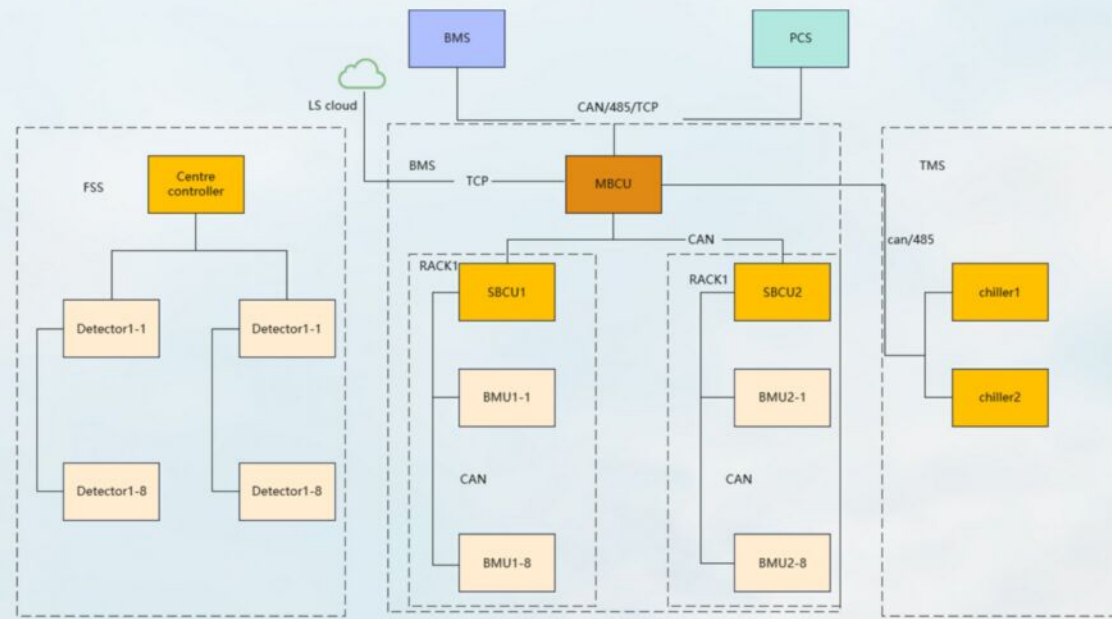 BMS
PCS
LS cloud
CAN/485/TCP
FSS
Centre
controller
Detector1-1
Detector1-1
Detector1-8
Detector1-8
BMS
TCP
MBCU
CAN
RACK1
SBCU1
BMU1-1
CAN
BMU1-8
RACK1
SBCU2
BMU2-1
CAN
BMU2-8
TMS
can/485
chiller1
chiller2